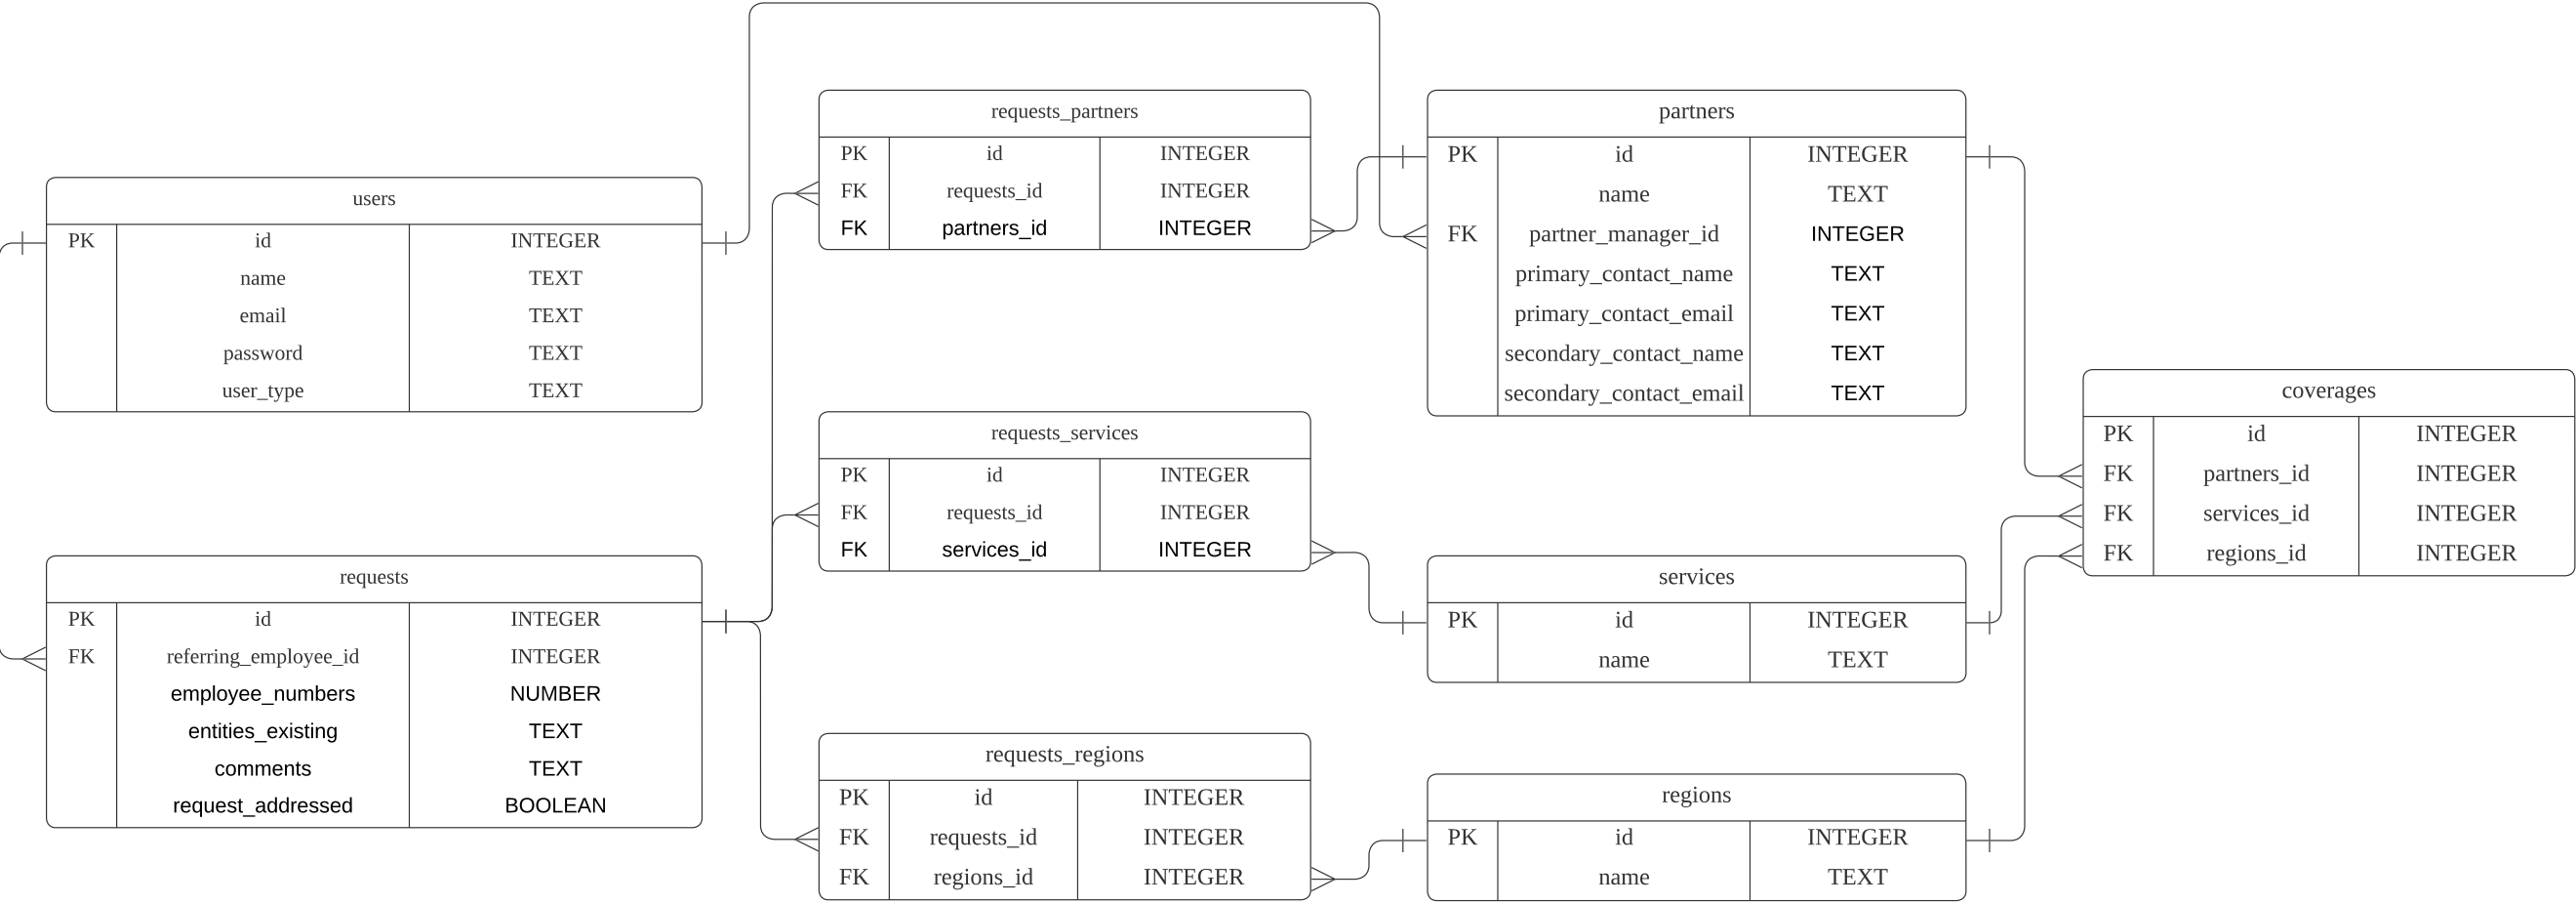 users
PK id INTEGER
name TEXT
email TEXT
password TEXT
user_type TEXT
requests
PK id INTEGER
FK referring_employee_id INTEGER
employee_numbers NUMBER
entities_existing TEXT
comments TEXT
request_addressed BOOLEAN
requests_partners
PK id INTEGER
FK requests_id INTEGER
FK partners_id INTEGER
requests_services
PK id INTEGER
FK requests_id INTEGER
FK services_id INTEGER
requests_regions
PK id INTEGER
FK requests_id INTEGER
FK regions_id INTEGER
partners
PK id INTEGER
name TEXT
FK partner_manager_id INTEGER
primary_contact_name TEXT
primary_contact_email TEXT
secondary_contact_name TEXT
secondary_contact_email TEXT
services
PK id INTEGER
name TEXT
regions
PK id INTEGER
name TEXT
coverages
PK id INTEGER
FK partners_id INTEGER
FK services_id INTEGER
FK regions_id INTEGER